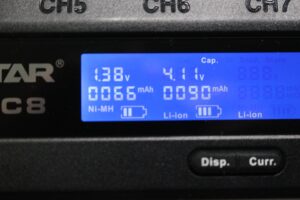 CH5 CH6 CH7
TAR®
C8
Cap.
1.38v 4.11v
0066mAh 0090mAh
Ni-MH Li-ion Li-ion
Disp. Curr.